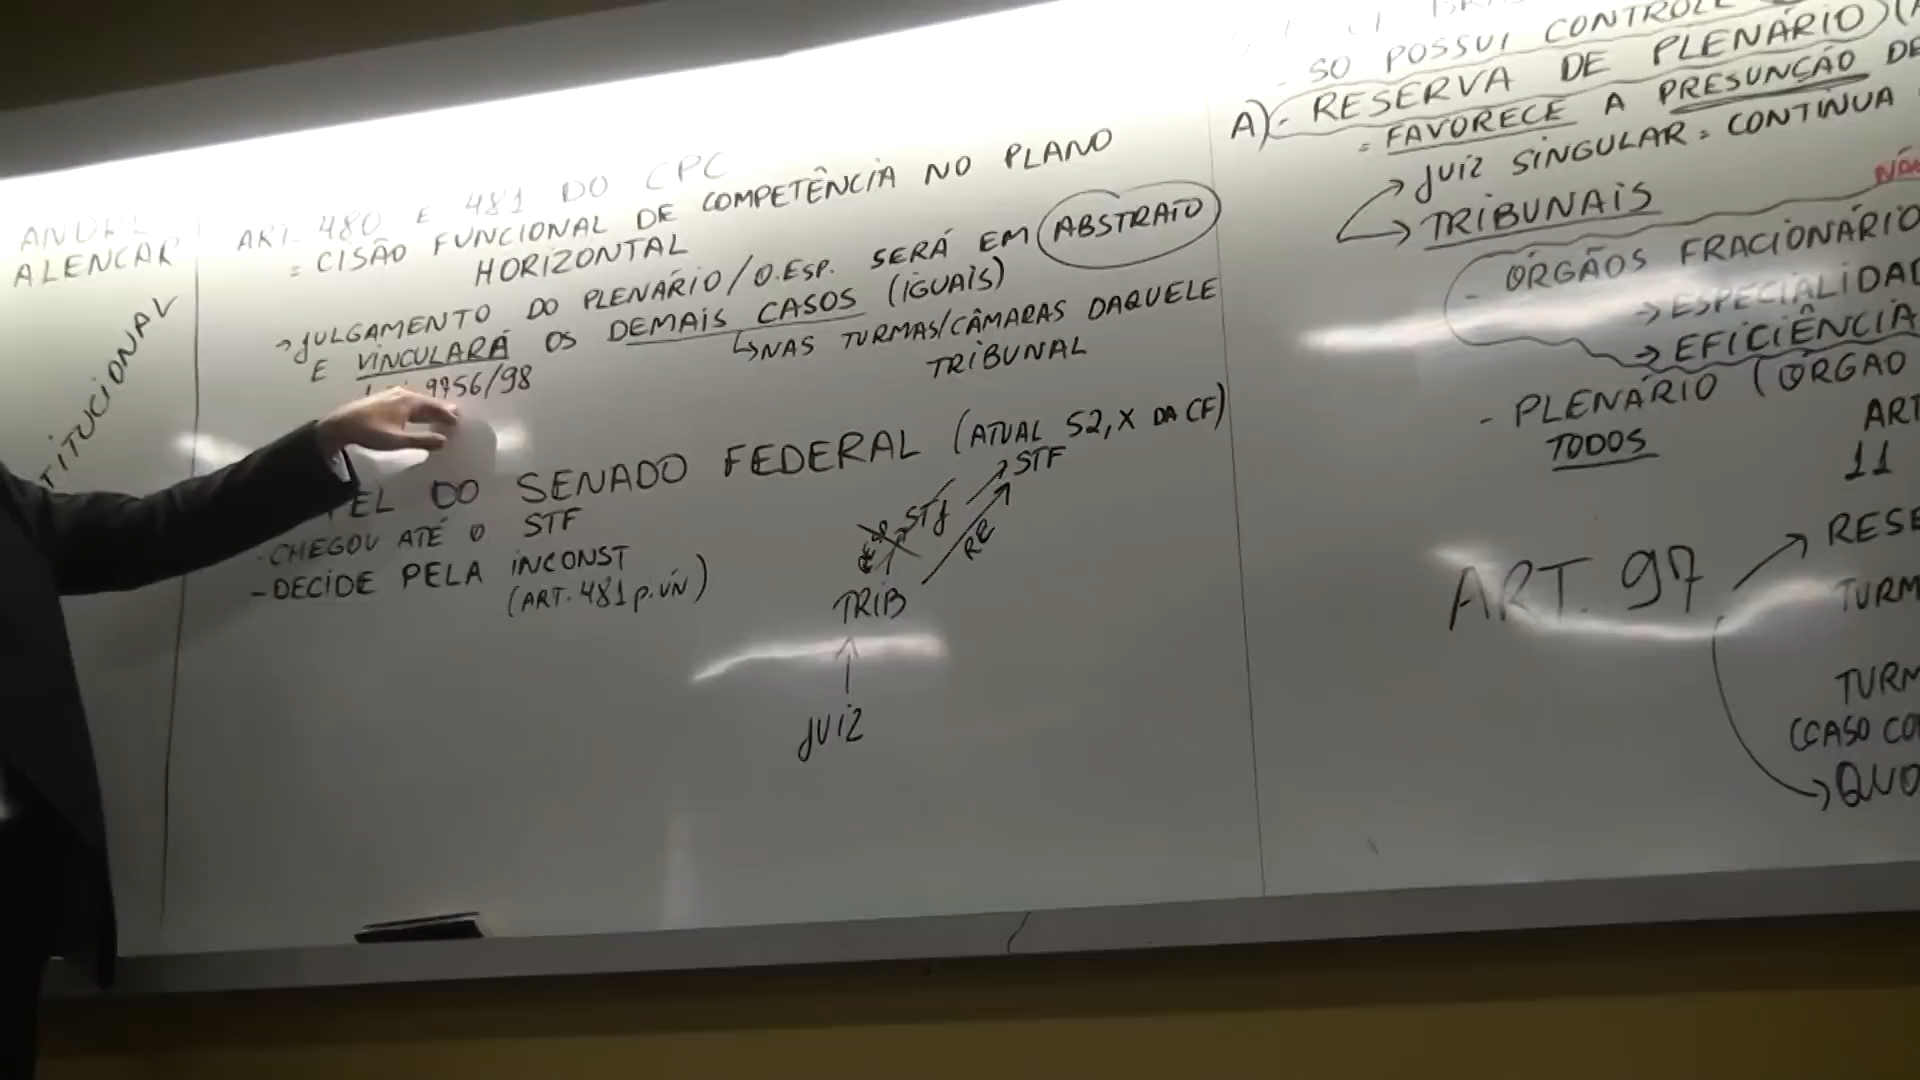 ALENCAR
TITUCIONAL
ART. 480 E 481 DO CPC
= CISÃO FUNCIONAL DE COMPETÊNCIA NO PLANO
HORIZONTAL
→ JULGAMENTO DO PLENÁRIO / O. ESP. SERÁ EM ABSTRATO
E VINCULARÁ OS DEMAIS CASOS (IGUAIS)
↳ NAS TURMAS/CÂMARAS DAQUELE
TRIBUNAL
9756/98
PEL DO SENADO FEDERAL (ATUAL 52, X DA CF)
- CHEGOU ATÉ O STF
- DECIDE PELA INCONST
(ART. 481 p. ÚN)
STF
STJ
RE
TRIB
JUIZ
- SO POSSUI CONTROLE
A) - RESERVA DE PLENÁRIO (
= FAVORECE A PRESUNÇÃO DE
→ JUIZ SINGULAR = CONTINUA
→ TRIBUNAIS
NÃO
- ÓRGÃOS FRACIONÁRIO
→ ESPECIALIDAD
→ EFICIÊNCIA
- PLENÁRIO (ÓRGAO
TODOS
ART
11
ART. 97
RESE
TURM
TURM
(CASO CO
QUO